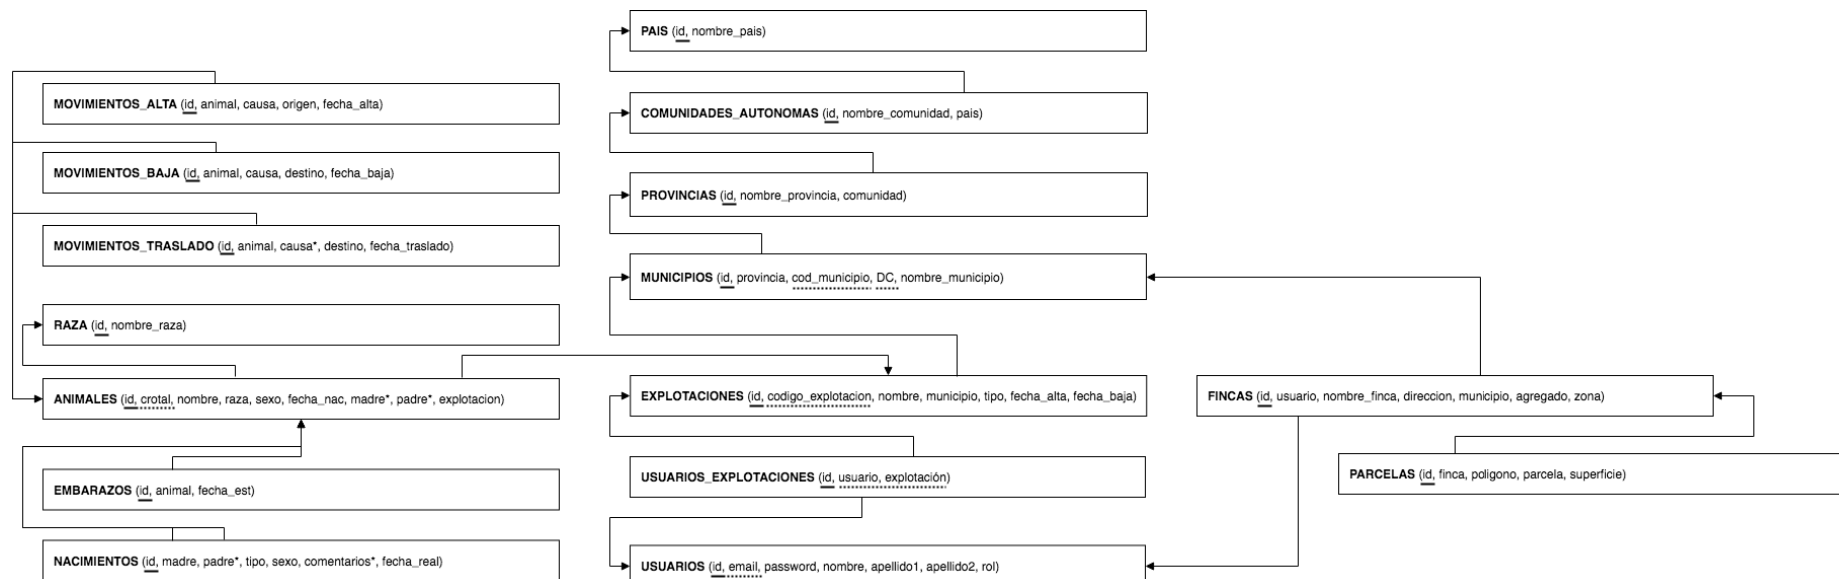 PAIS (id, nombre_pais)
MOVIMIENTOS_ALTA (id, animal, causa, origen, fecha_alta)
COMUNIDADES_AUTONOMAS (id, nombre_comunidad, pais)
MOVIMIENTOS_BAJA (id, animal, causa, destino, fecha_baja)
PROVINCIAS (id, nombre_provincia, comunidad)
MOVIMIENTOS_TRASLADO (id, animal, causa*, destino, fecha_traslado)
MUNICIPIOS (id, provincia, cod_municipio, DC, nombre_municipio)
RAZA (id, nombre_raza)
ANIMALES (id, crotal, nombre, raza, sexo, fecha_nac, madre*, padre*, explotacion)
EXPLOTACIONES (id, codigo_explotacion, nombre, municipio, tipo, fecha_alta, fecha_baja)
FINCAS (id, usuario, nombre_finca, direccion, municipio, agregado, zona)
EMBARAZOS (id, animal, fecha_est)
USUARIOS_EXPLOTACIONES (id, usuario, explotación)
PARCELAS (id, finca, poligono, parcela, superficie)
NACIMIENTOS (id, madre, padre*, tipo, sexo, comentarios*, fecha_real)
USUARIOS (id, email, password, nombre, apellido1, apellido2, rol)